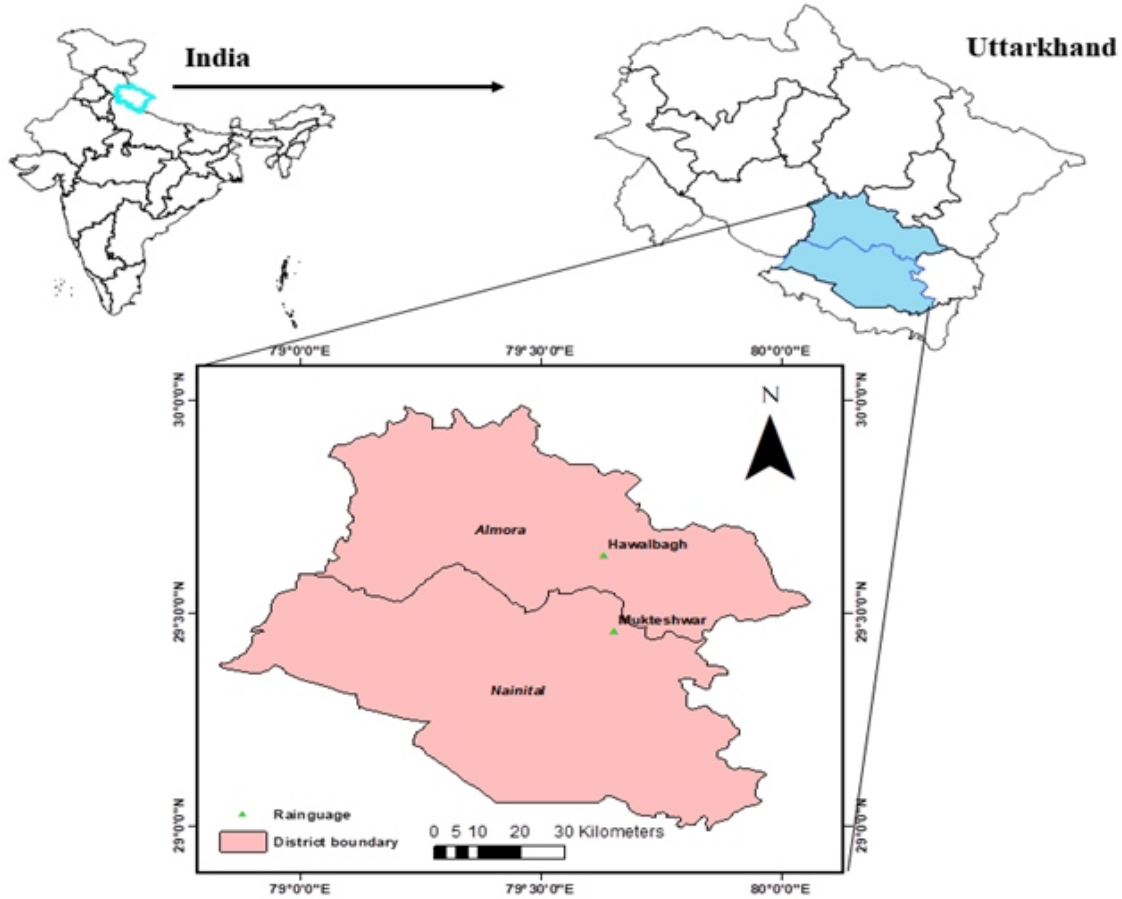 India
Uttarkhand
79°0'0"E 79°30'0"E 80°0'0"E
30°0'0"N
30°0'0"N
N
Almora
Hawalbagh
29°30'0"N
29°30'0"N
Mukteshwar
Nainital
Rainguage
District boundary
0 5 10 20 30 Kilometers
29°0'0"N
29°0'0"N
79°0'0"E 79°30'0"E 80°0'0"E